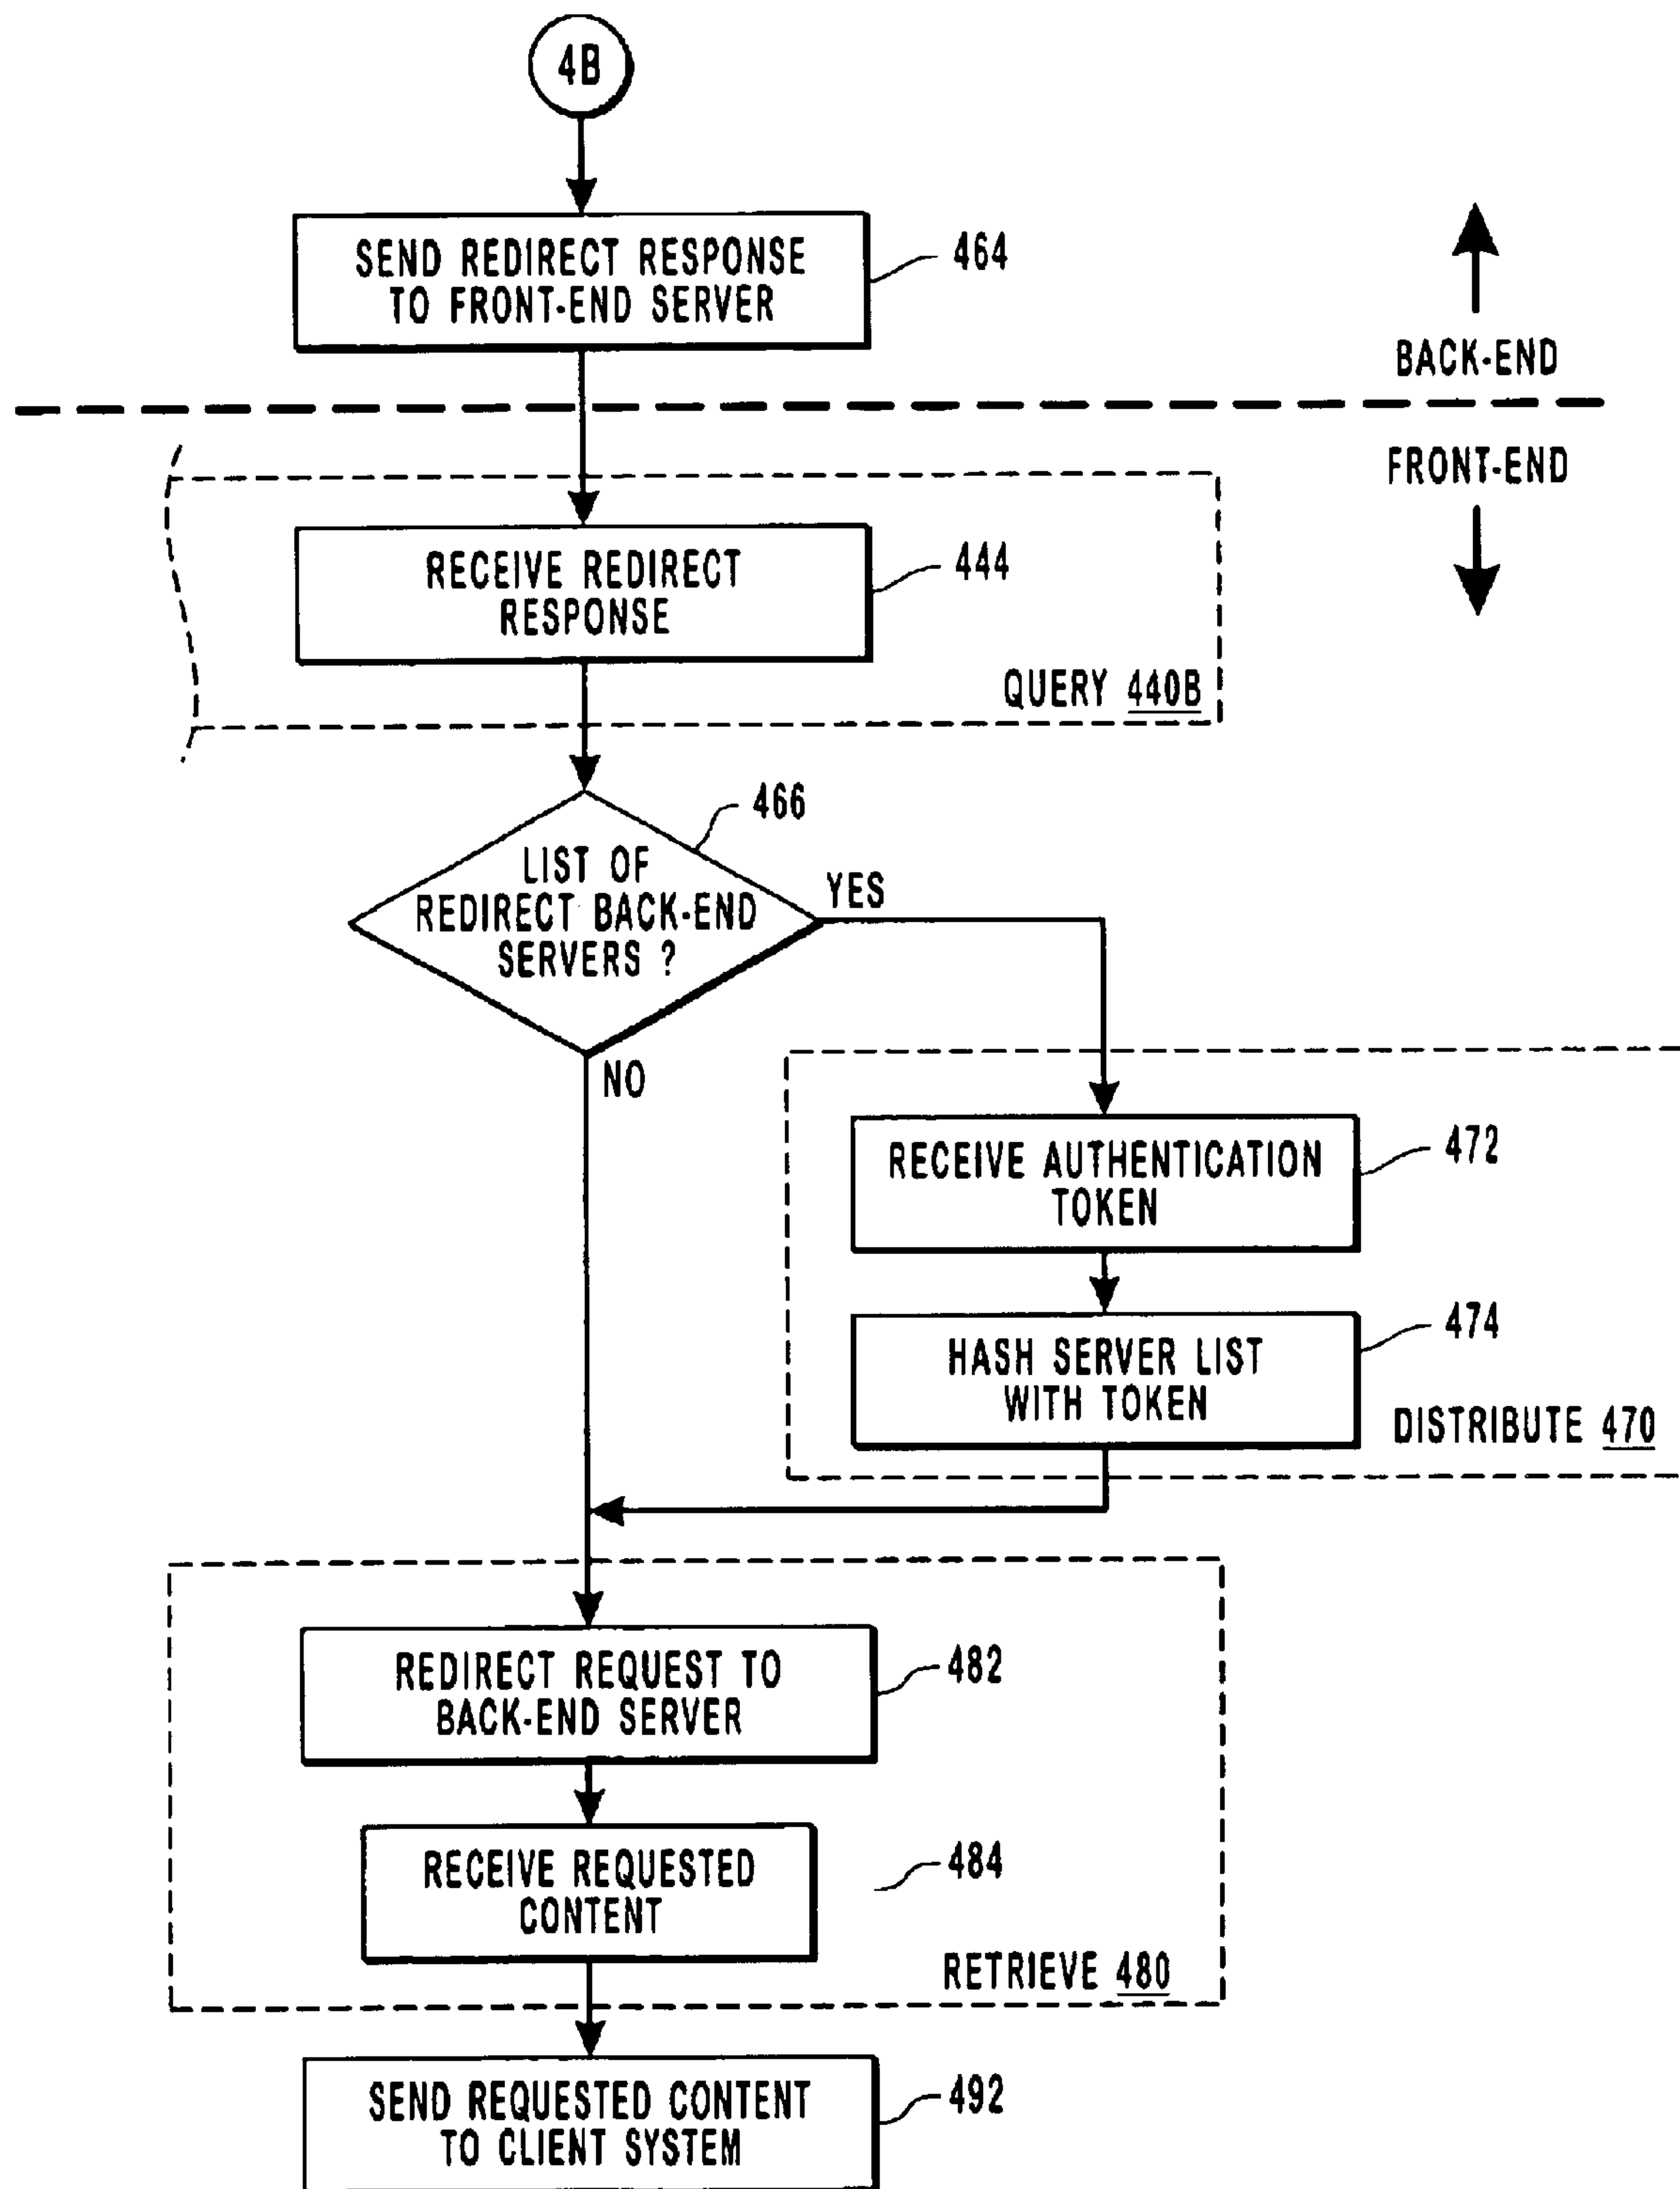 4B
SEND REDIRECT RESPONSE
TO FRONT-END SERVER
464
BACK-END
FRONT-END
RECEIVE REDIRECT
RESPONSE
444
QUERY 440B
466
LIST OF
REDIRECT BACK-END
SERVERS ?
YES
NO
RECEIVE AUTHENTICATION
TOKEN
472
HASH SERVER LIST
WITH TOKEN
474
DISTRIBUTE 470
REDIRECT REQUEST TO
BACK-END SERVER
482
RECEIVE REQUESTED
CONTENT
484
RETRIEVE 480
SEND REQUESTED CONTENT
TO CLIENT SYSTEM
492